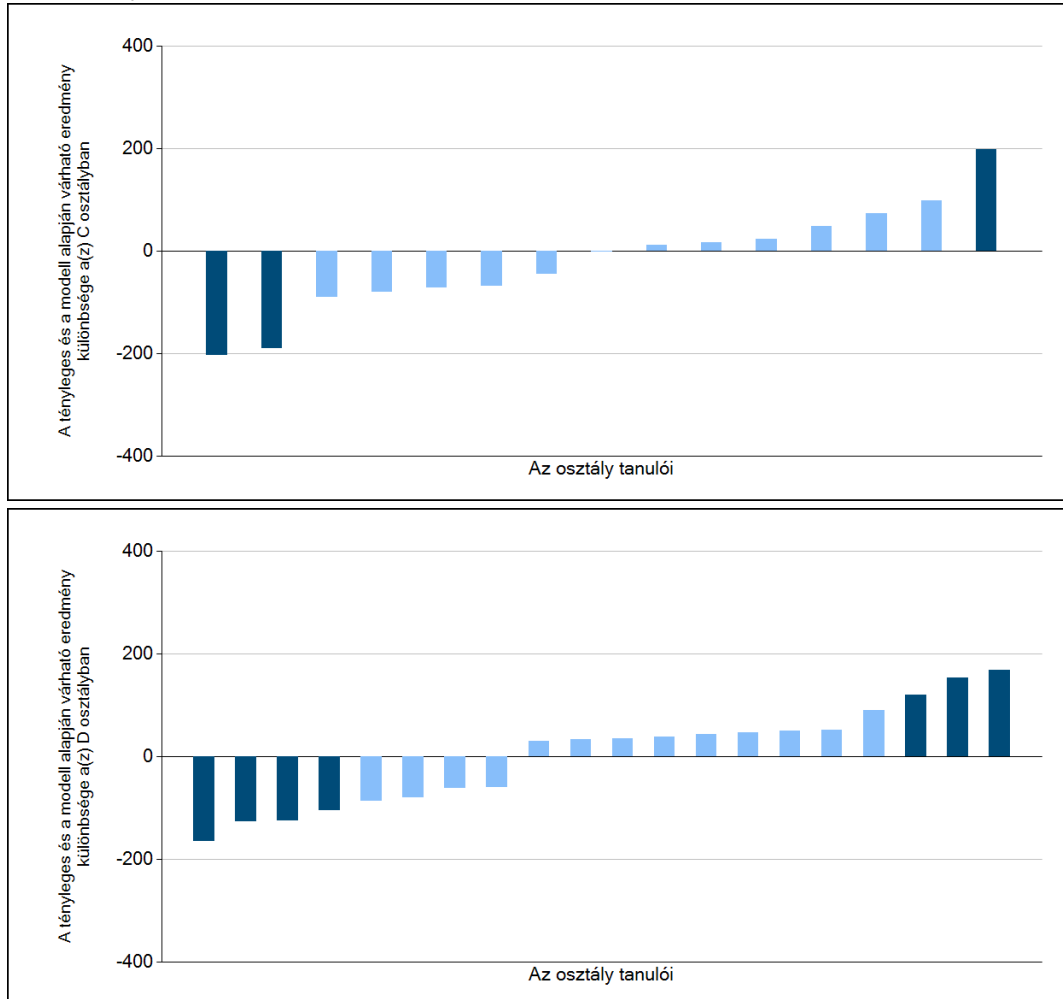 400
200
0
-200
-400
A tényleges és a modell alapján várható eredmény
különbsége a(z) C osztályban
Az osztály tanulói
400
200
0
-200
-400
A tényleges és a modell alapján várható eredmény
különbsége a(z) D osztályban
Az osztály tanulói